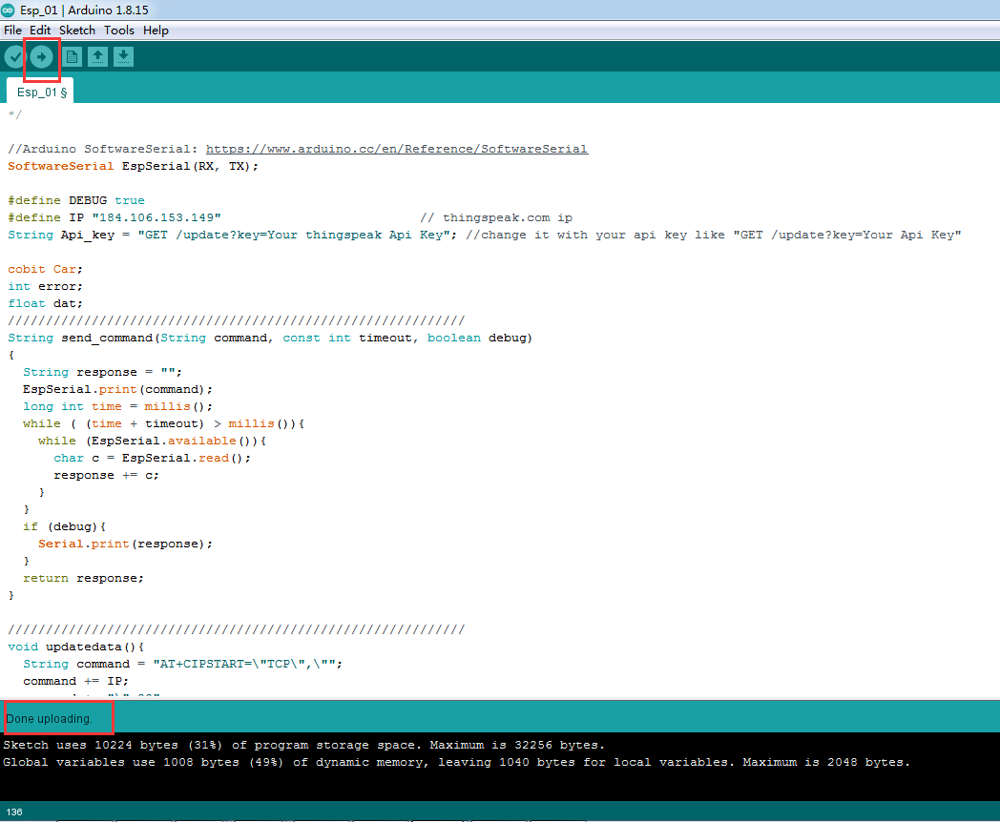 Esp_01 | Arduino 1.8.15
File Edit Sketch Tools Help
Esp_01 §
*/
//Arduino SoftwareSerial: https://www.arduino.cc/en/Reference/SoftwareSerial
SoftwareSerial EspSerial(RX, TX);
#define DEBUG true
#define IP "184.106.153.149" // thingspeak.com ip
String Api_key = "GET /update?key=Your thingspeak Api Key"; //change it with your api key like "GET /update?key=Your Api Key"
cobit Car;
int error;
float dat;
////////////////////////////////////////////////////////////
String send_command(String command, const int timeout, boolean debug)
{
String response = "";
EspSerial.print(command);
long int time = millis();
while ( (time + timeout) > millis()){
while (EspSerial.available()){
char c = EspSerial.read();
response += c;
}
}
if (debug){
Serial.print(response);
}
return response;
}
////////////////////////////////////////////////////////////
void updatedata(){
String command = "AT+CIPSTART=\"TCP\",\"";
command += IP;
Done uploading.
Sketch uses 10224 bytes (31%) of program storage space. Maximum is 32256 bytes.
Global variables use 1008 bytes (49%) of dynamic memory, leaving 1040 bytes for local variables. Maximum is 2048 bytes.
136